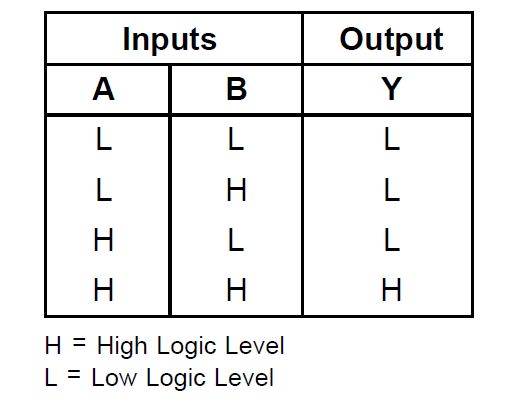 Inputs Output
A B Y
L L L
L H L
H L L
H H H
H = High Logic Level
L = Low Logic Level